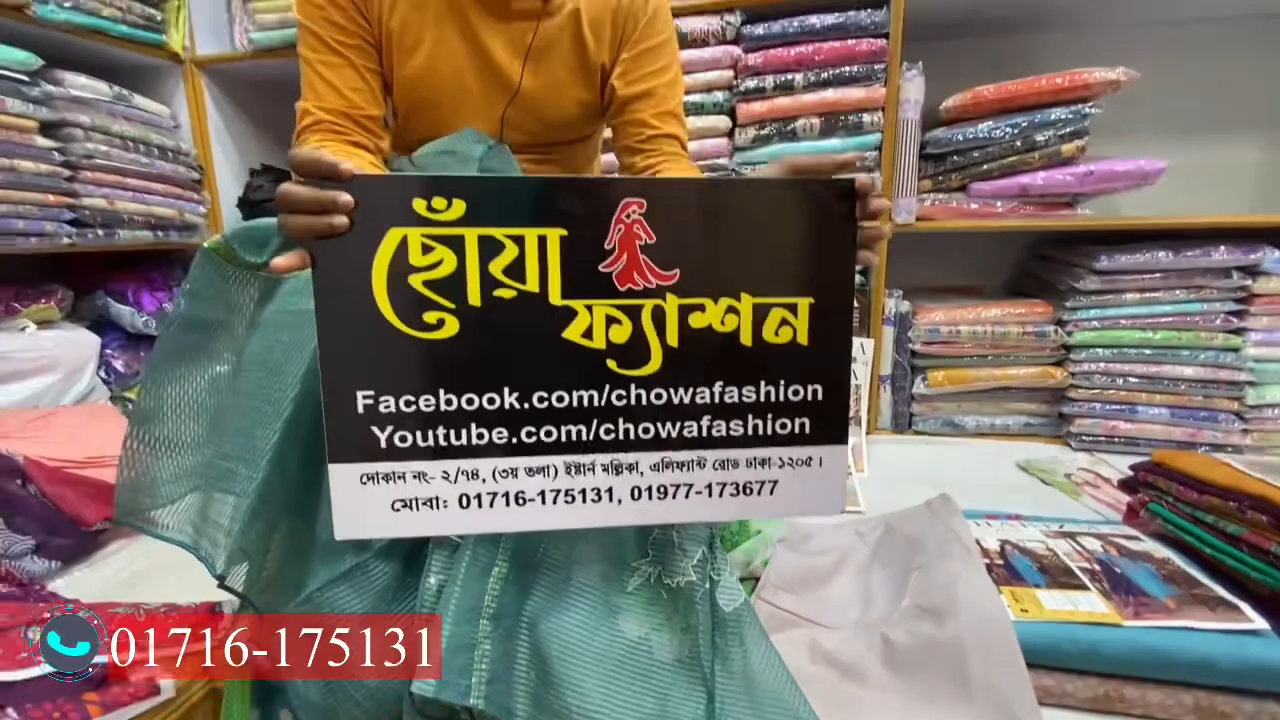 ছোঁয়া
ফ্যাশন
Facebook.com/chowafashion
Youtube.com/chowafashion
দোকান নং- ২/৭৪, (৩য় তলা) ইষ্টার্ন মল্লিকা, এলিফ্যান্ট রোড ঢাকা-১২০৫।
মোবা: 01716-175131, 01977-173677
01716-175131